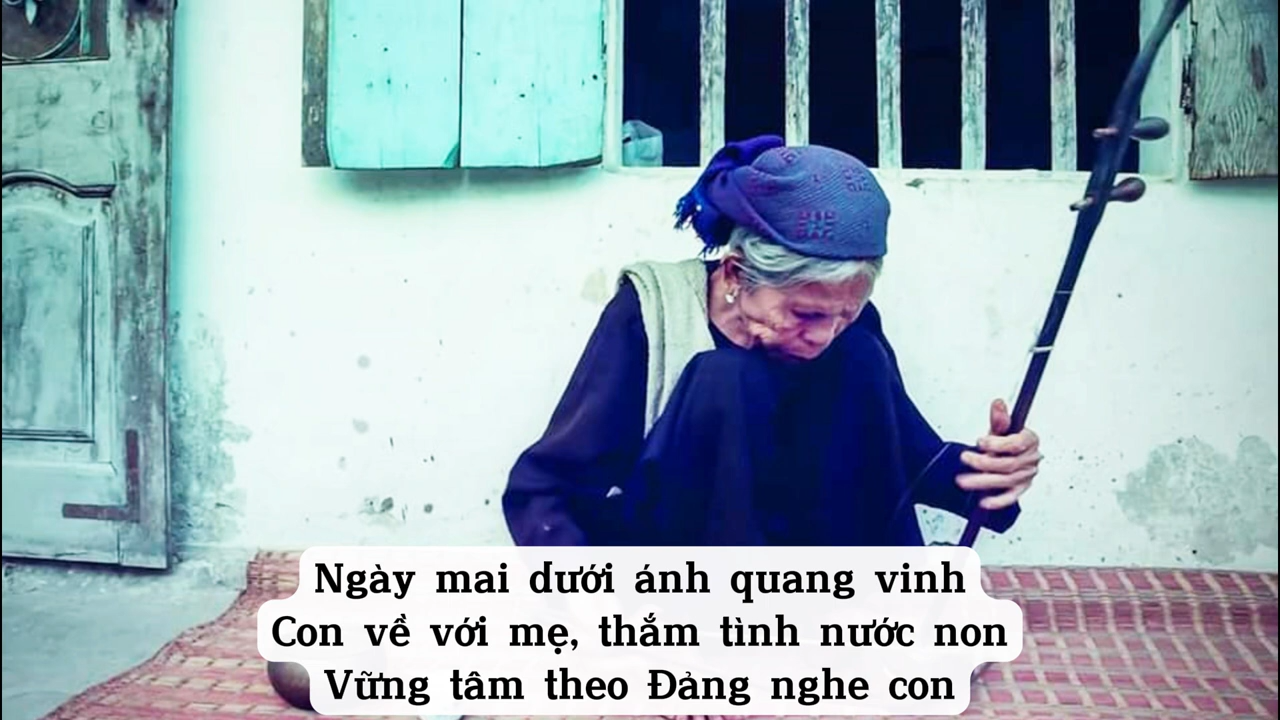 Ngày mai dưới ánh quang vinh
Con về với mẹ, thắm tình nước non
Vững tâm theo Đảng nghe con